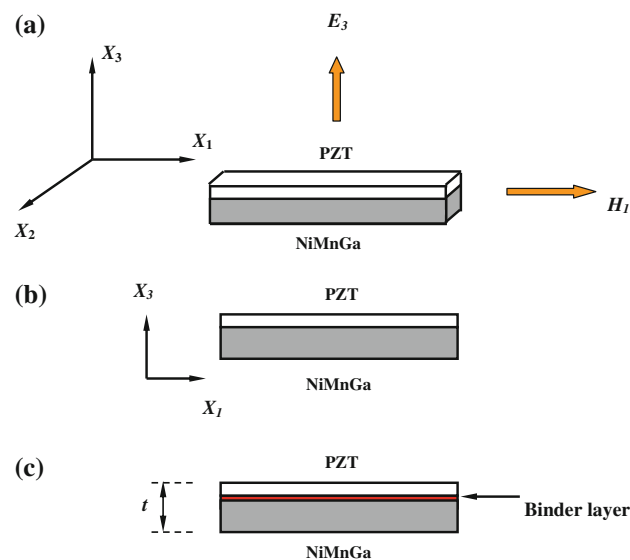 (a)
E3
X3
X1
PZT
X2
H1
NiMnGa
(b)
X3
PZT
NiMnGa
X1
(c)
PZT
t
Binder layer
NiMnGa